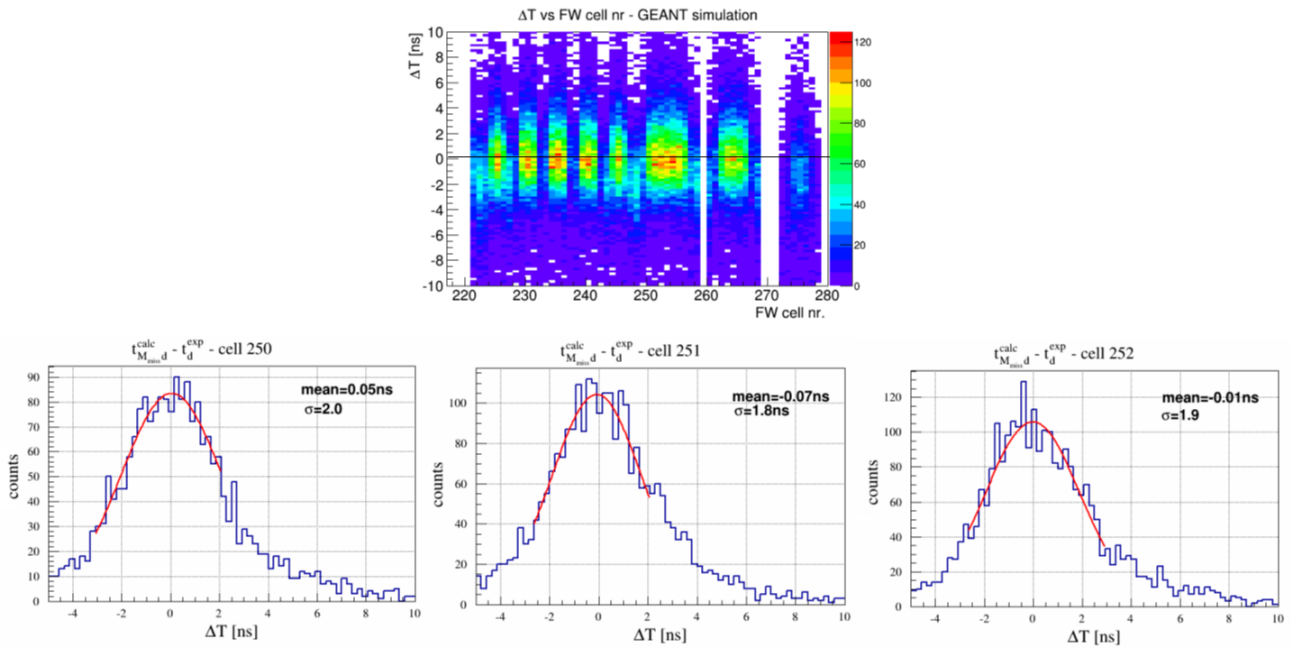 ΔT vs FW cell nr - GEANT simulation
ΔT [ns]
10
8
6
4
2
0
-2
-4
-6
-8
-10
220 230 240 250 260 270 280
FW cell nr.
120
100
80
60
40
20
0
t^calc_M_miss d - t^exp_d - cell 250
mean=0.05ns
σ=2.0
counts
90
80
70
60
50
40
30
20
10
0
-4 -2 0 2 4 6 8 10
ΔT [ns]
t^calc_M_miss d - t^exp_d - cell 251
mean=-0.07ns
σ=1.8ns
counts
100
80
60
40
20
0
-4 -2 0 2 4 6 8 10
ΔT [ns]
t^calc_M_miss d - t^exp_d - cell 252
mean=-0.01ns
σ=1.9
counts
120
100
80
60
40
20
0
-4 -2 0 2 4 6 8 10
ΔT [ns]